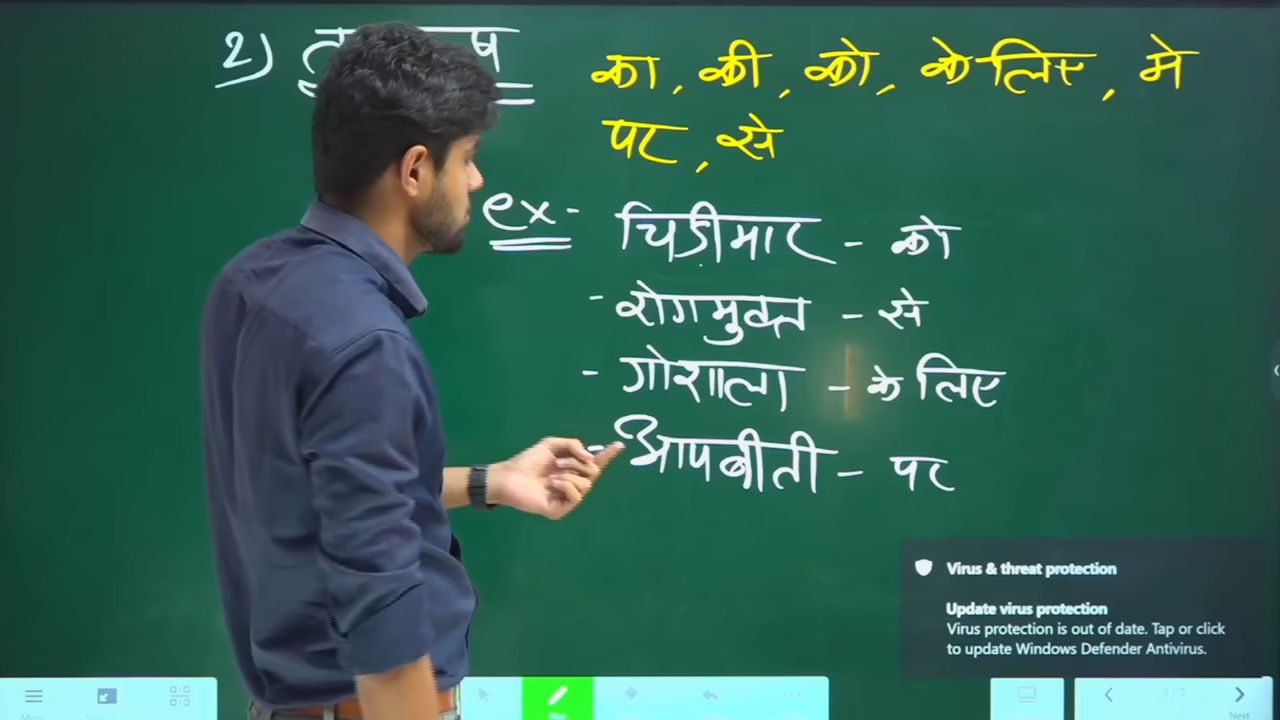 2)
का, की, को, के लिए, मे
पर, से
ex- चिडीमार - को
- रोगमुक्त - से
- गोशाला - के लिए
- आपबीती - पर
Virus & threat protection
Update virus protection
Virus protection is out of date. Tap or click
to update Windows Defender Antivirus.
Next